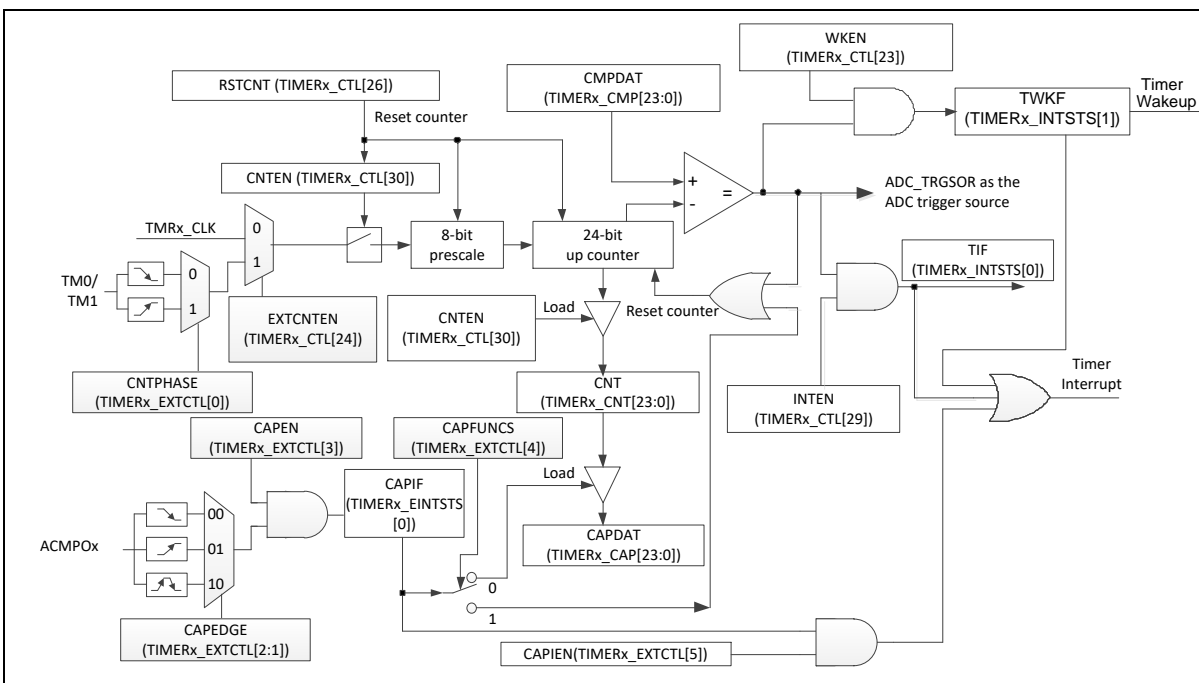 WKEN
(TIMERx_CTL[23])
CMPDAT
(TIMERx_CMP[23:0])
RSTCNT (TIMERx_CTL[26])
TWKF
(TIMERx_INTSTS[1])
Timer
Wakeup
Reset counter
CNTEN (TIMERx_CTL[30])
+
-
=
ADC_TRGSOR as the
ADC trigger source
TMRx_CLK
0
1
8-bit
prescale
24-bit
up counter
TM0/
TM1
0
1
TIF
(TIMERx_INTSTS[0])
Load
Reset counter
EXTCNTEN
(TIMERx_CTL[24])
CNTEN
(TIMERx_CTL[30])
CNTPHASE
(TIMERx_EXTCTL[0])
CNT
(TIMERx_CNT[23:0])
INTEN
(TIMERx_CTL[29])
Timer
Interrupt
CAPEN
(TIMERx_EXTCTL[3])
CAPFUNCS
(TIMERx_EXTCTL[4])
Load
CAPIF
(TIMERx_EINTSTS
[0])
ACMPOx
00
01
10
CAPDAT
(TIMERx_CAP[23:0])
0
1
CAPEDGE
(TIMERx_EXTCTL[2:1])
CAPIEN(TIMERx_EXTCTL[5])